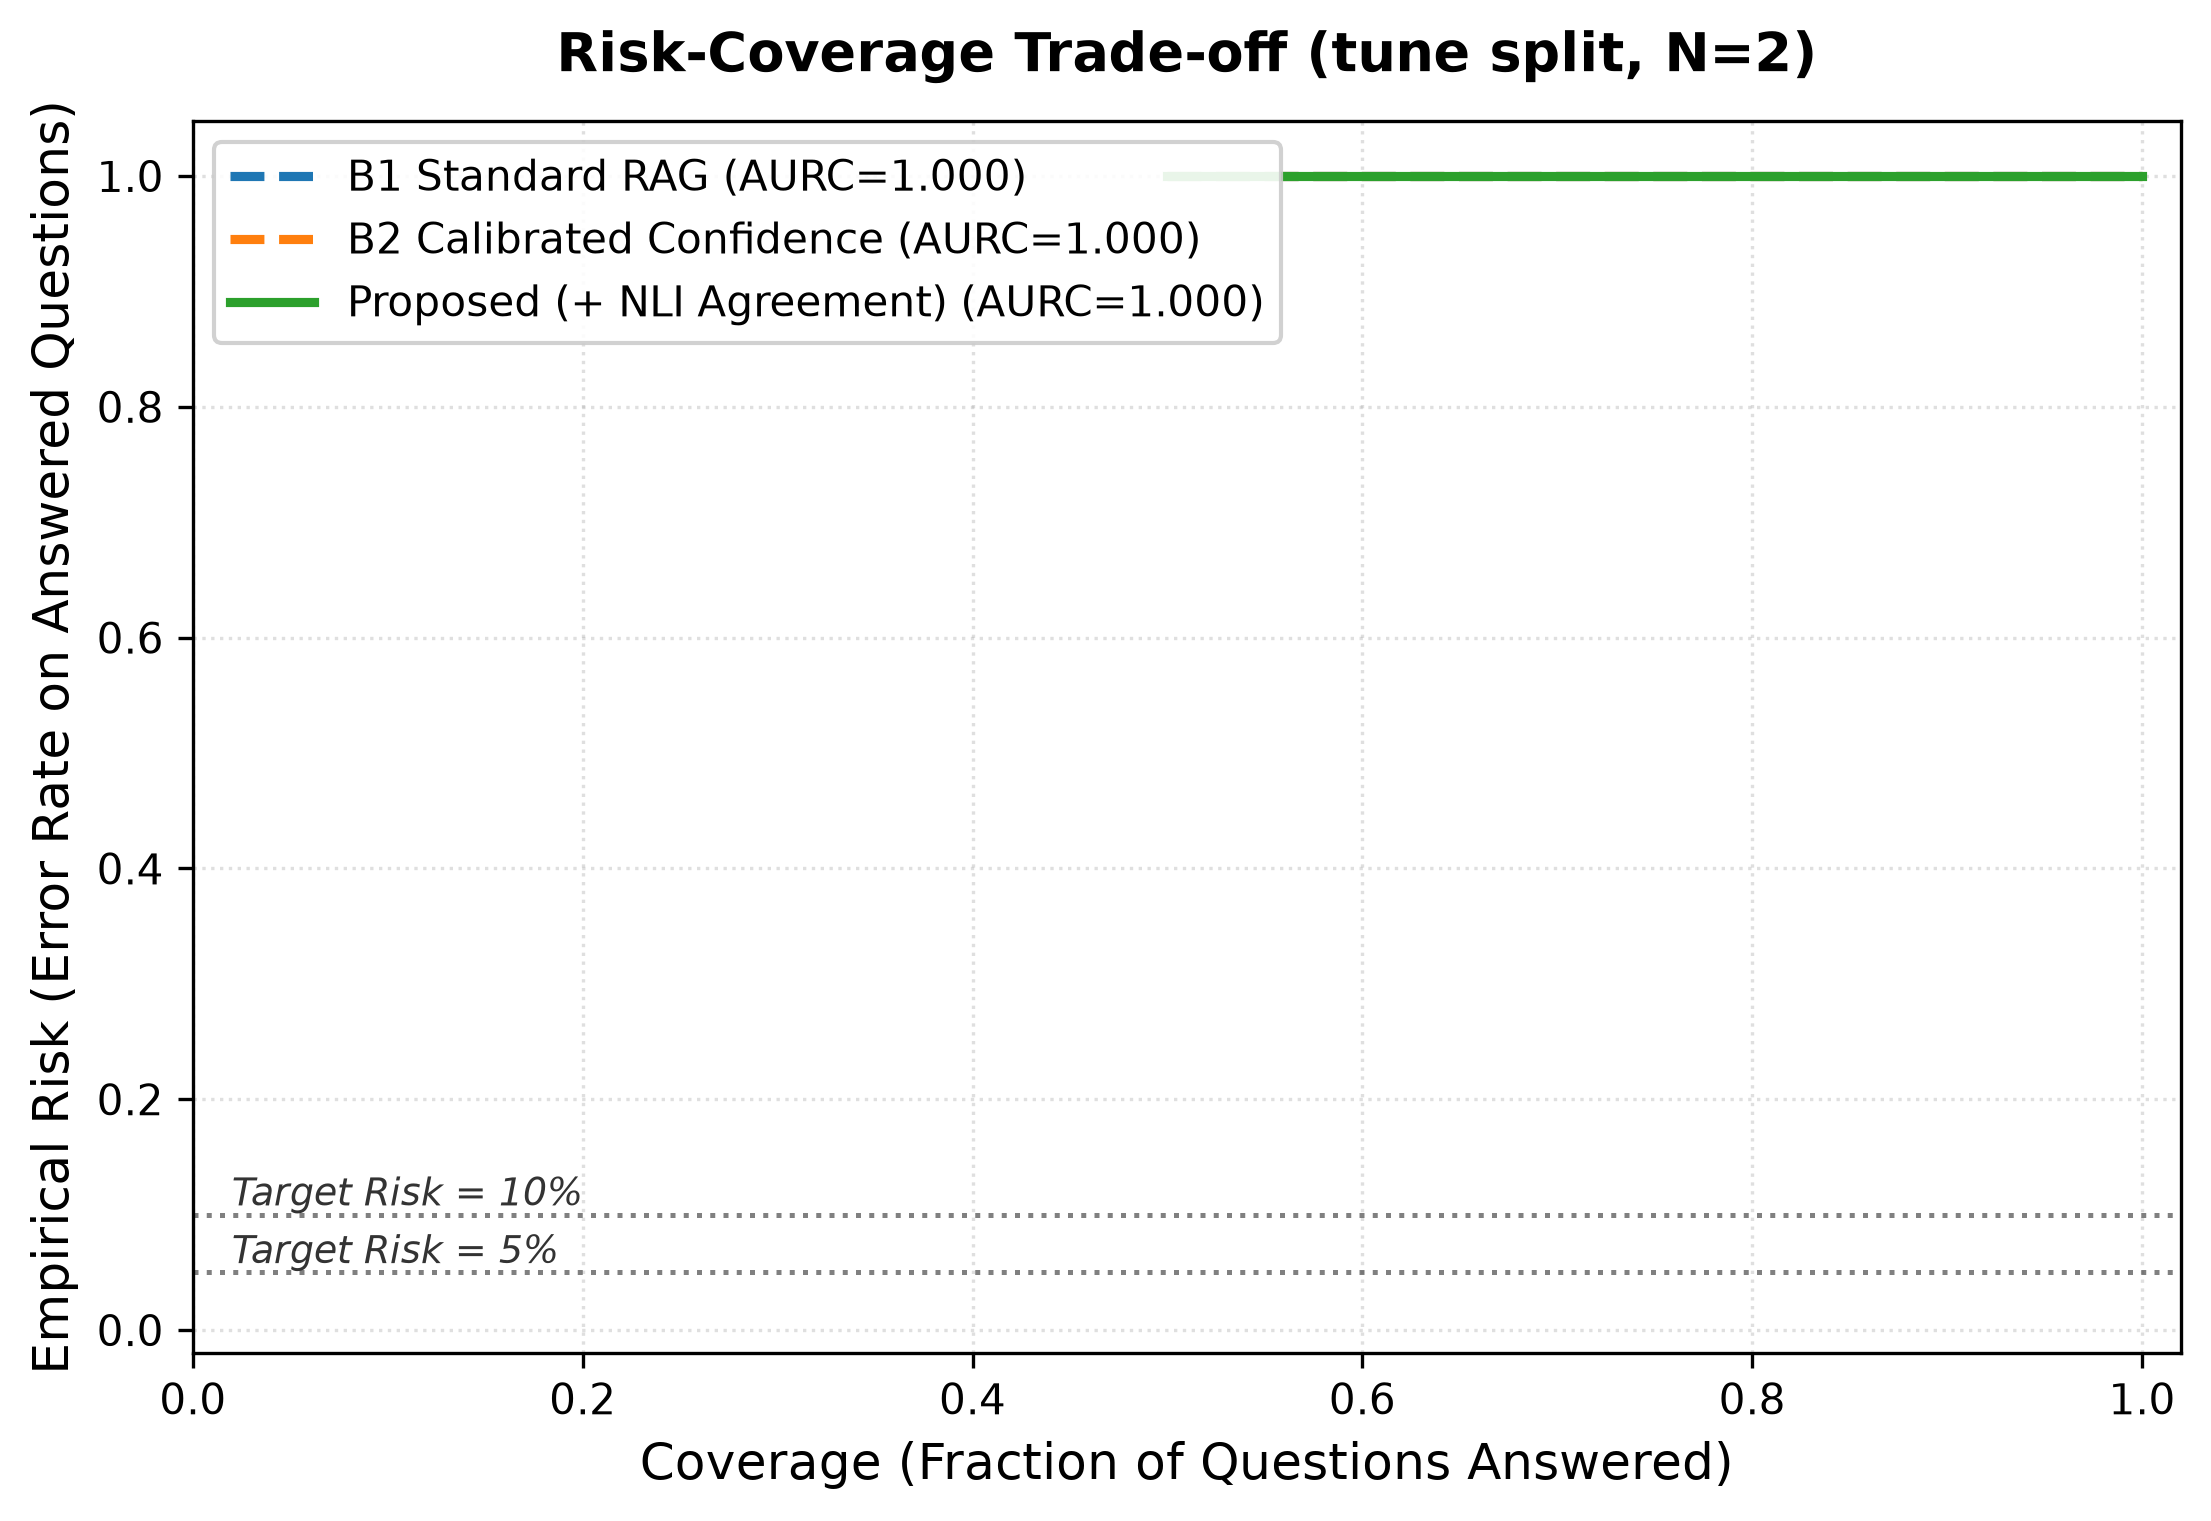 Risk-Coverage Trade-off (tune split, N=2)
Empirical Risk (Error Rate on Answered Questions)
1.0
0.8
0.6
0.4
0.2
0.0
B1 Standard RAG (AURC=1.000)
B2 Calibrated Confidence (AURC=1.000)
Proposed (+ NLI Agreement) (AURC=1.000)
Target Risk = 10%
Target Risk = 5%
0.0 0.2 0.4 0.6 0.8 1.0
Coverage (Fraction of Questions Answered)